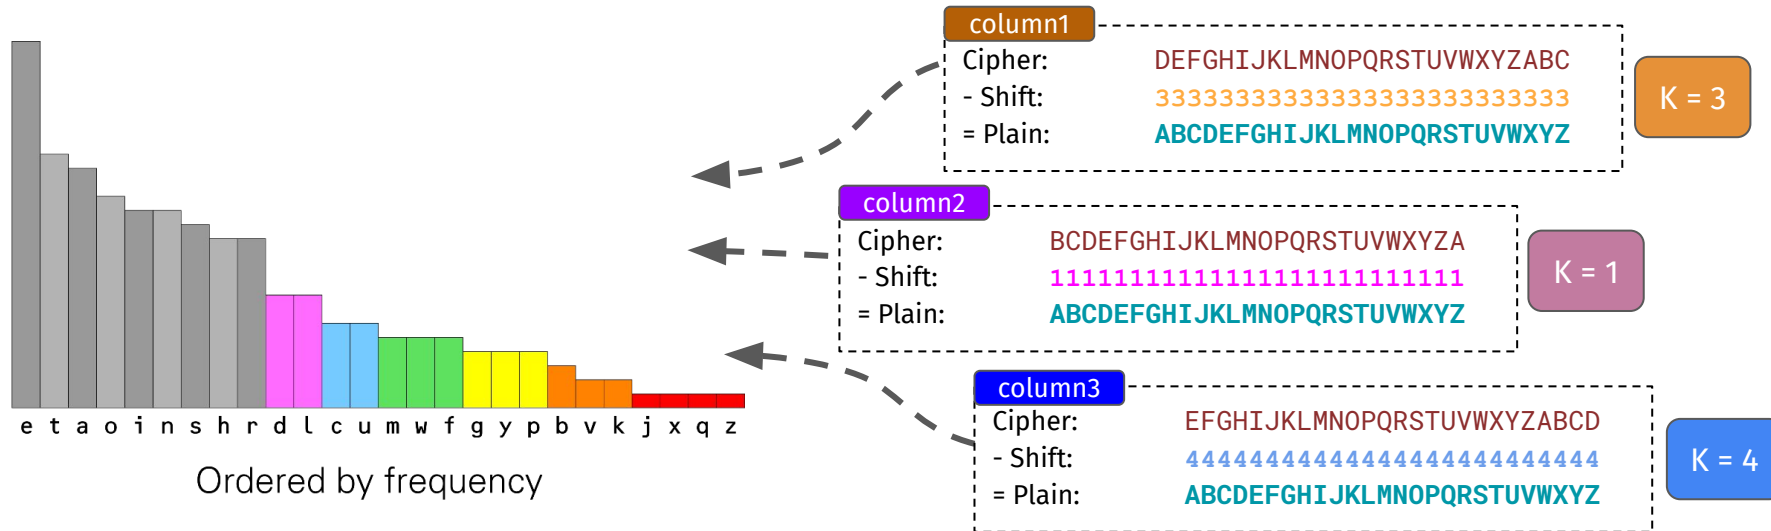 e t a o i n s h r d l c u m w f g y p b v k j x q z
Ordered by frequency
column1
Cipher: DEFGHIJKLMNOPQRSTUVWXYZABC
- Shift: 33333333333333333333333333
= Plain: ABCDEFGHIJKLMNOPQRSTUVWXYZ
K = 3
column2
Cipher: BCDEFGHIJKLMNOPQRSTUVWXYZA
- Shift: 11111111111111111111111111
= Plain: ABCDEFGHIJKLMNOPQRSTUVWXYZ
K = 1
column3
Cipher: EFGHIJKLMNOPQRSTUVWXYZABCD
- Shift: 44444444444444444444444444
= Plain: ABCDEFGHIJKLMNOPQRSTUVWXYZ
K = 4